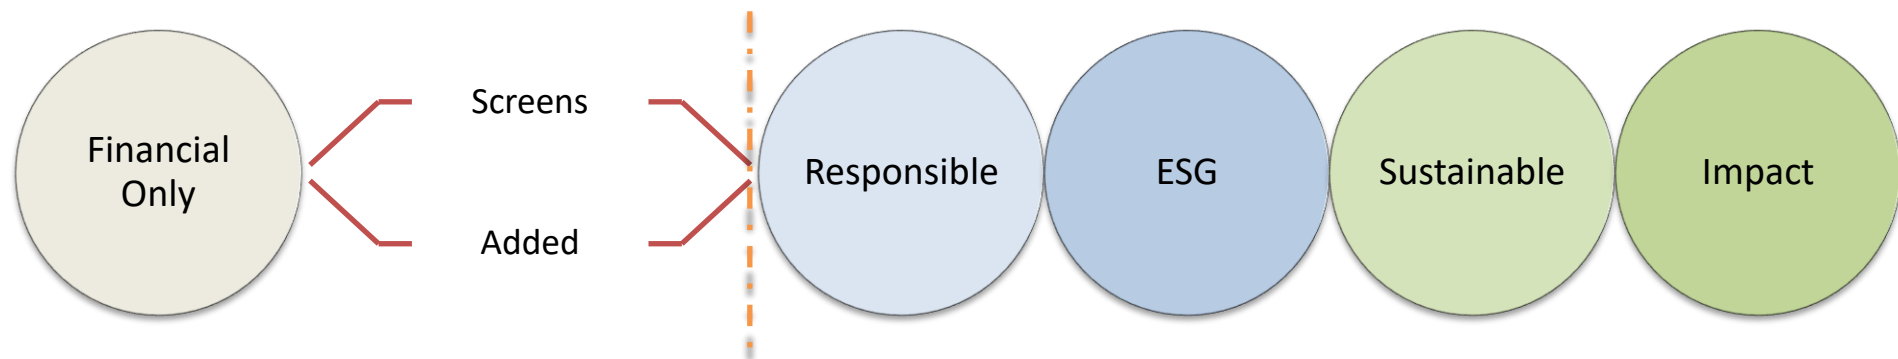 Financial
Only
Screens
Added
Responsible
ESG
Sustainable
Impact